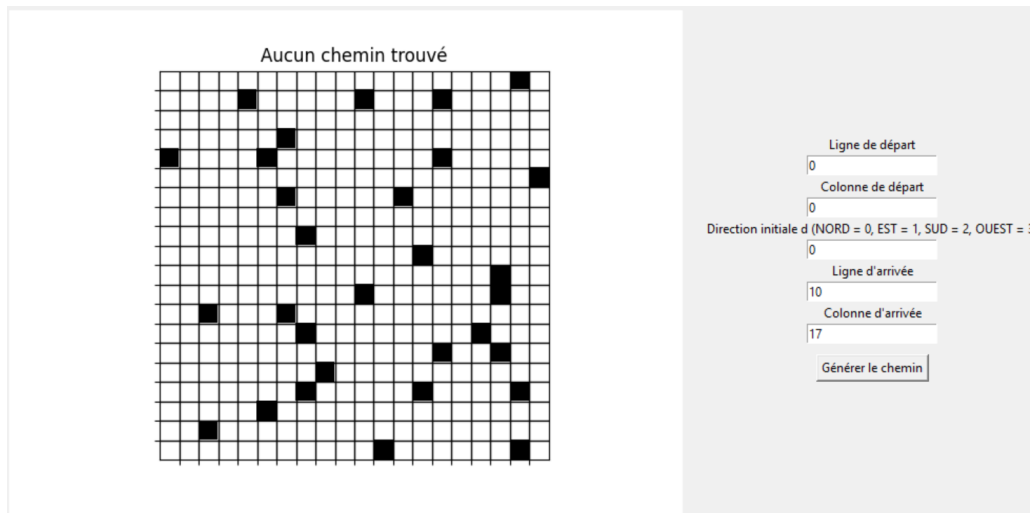 Aucun chemin trouvé
Ligne de départ
0
Colonne de départ
0
Direction initiale d (NORD = 0, EST = 1, SUD = 2, OUEST = 3
0
Ligne d'arrivée
10
Colonne d'arrivée
17
Générer le chemin